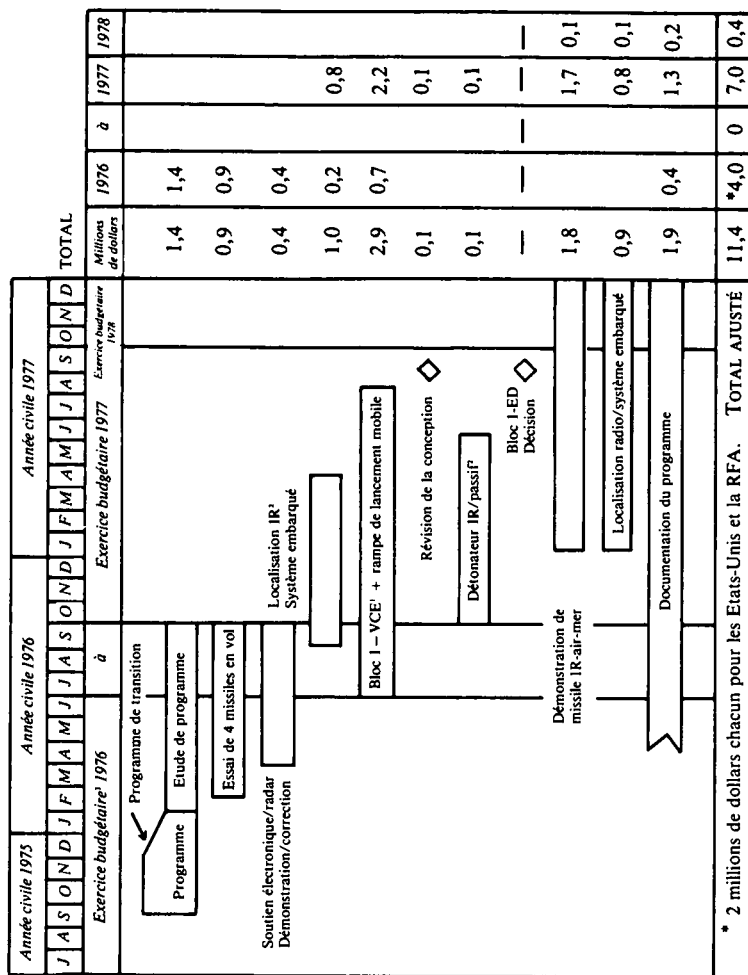 Année civile 1975 Année civile 1976 Année civile 1977
J A S O N D J F M A M J J A S O N D J F M A M J J A S O N D TOTAL
Exercice budgétaire¹ 1976 à Exercice budgétaire 1977 Exercice budgétaire 1978 Millions de dollars 1976 à 1977 1978
Programme de transition
Programme Etude de programme 1,4 1,4
Essai de 4 missiles en vol 0,9 0,9
Soutien électronique/radar
Démonstration/correction 0,4 0,4
Localisation IR²
Système embarqué 1,0 0,2 0,8
Bloc 1 – VCE¹ + rampe de lancement mobile 2,9 0,7 2,2
Révision de la conception 0,1 0,1
Détonateur IR/passif² 0,1 0,1
Bloc 1-ED
Décision — — — —
Démonstration de
missile IR-air-mer 1,8 1,7 0,1
Localisation radio/système embarqué 0,9 0,8 0,1
Documentation du programme 1,9 0,4 1,3 0,2
* 2 millions de dollars chacun pour les Etats-Unis et la RFA. TOTAL AJUSTÉ 11,4 *4,0 0 7,0 0,4